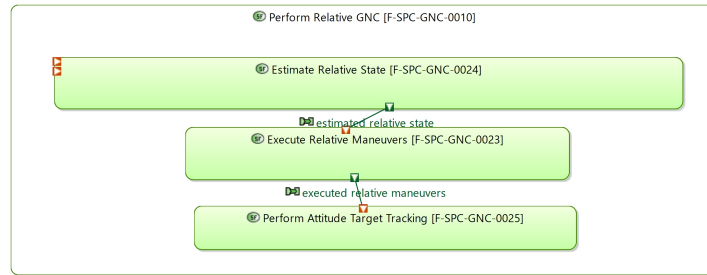 Perform Relative GNC [F-SPC-GNC-0010]
Estimate Relative State [F-SPC-GNC-0024]
estimated relative state
Execute Relative Maneuvers [F-SPC-GNC-0023]
executed relative maneuvers
Perform Attitude Target Tracking [F-SPC-GNC-0025]